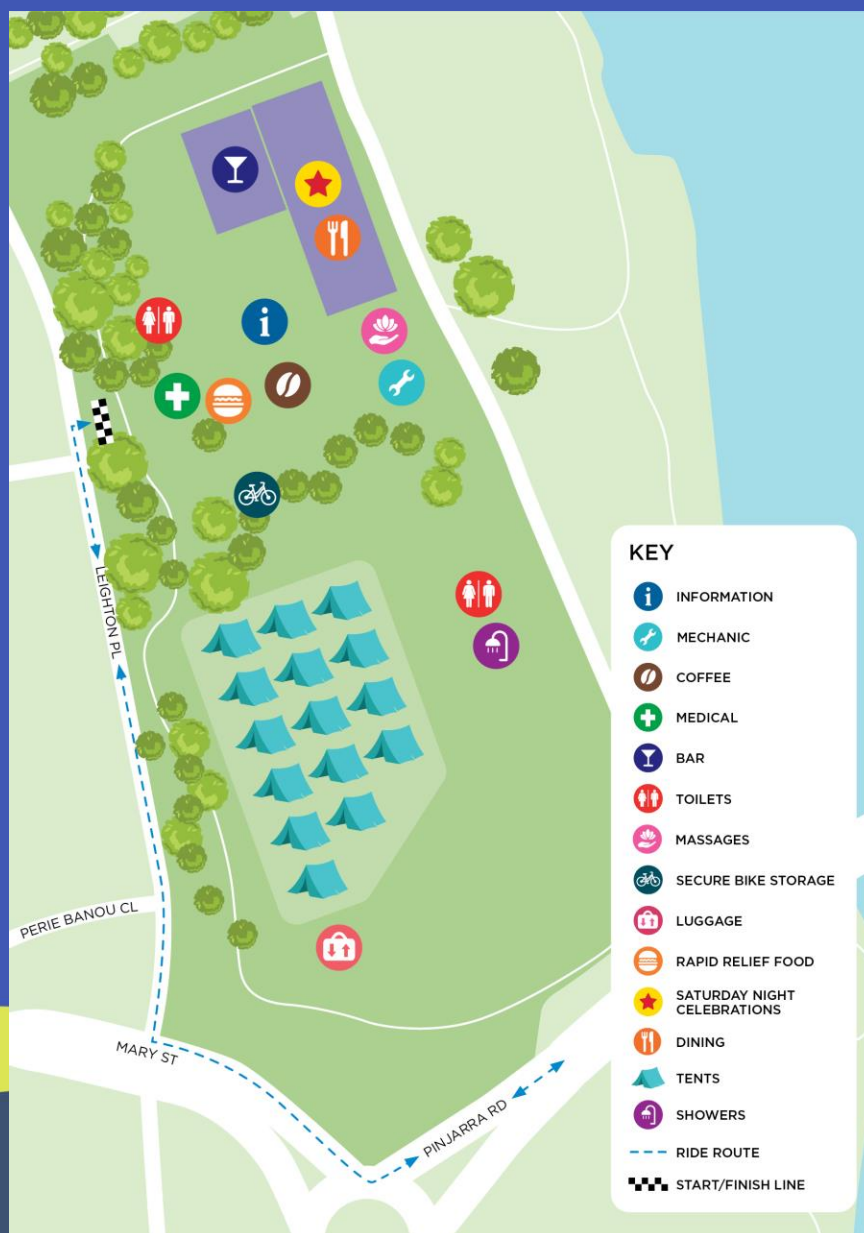 LEIGHTON PL
PERIE BANOU CL
MARY ST
PINJARRA RD
KEY
INFORMATION
MECHANIC
COFFEE
MEDICAL
BAR
TOILETS
MASSAGES
SECURE BIKE STORAGE
LUGGAGE
RAPID RELIEF FOOD
SATURDAY NIGHT
CELEBRATIONS
DINING
TENTS
SHOWERS
RIDE ROUTE
START/FINISH LINE